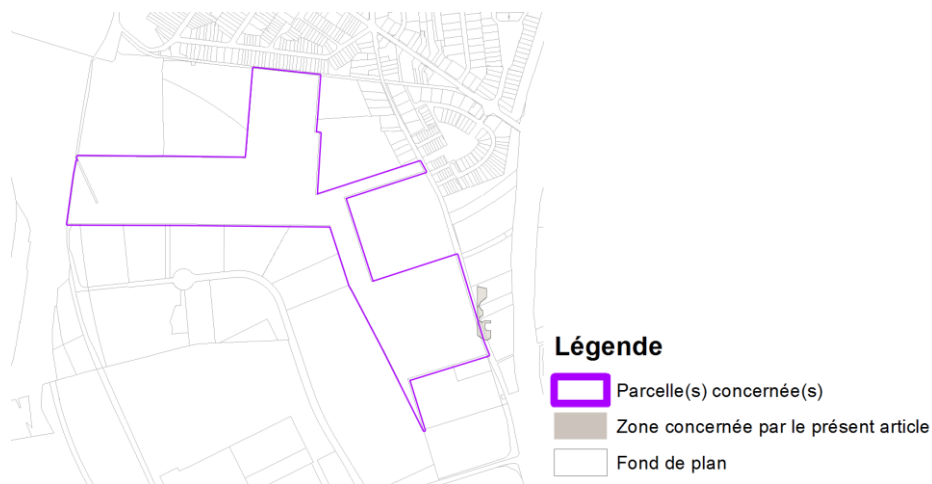 Légende
Parcelle(s) concernée(s)
Zone concernée par le présent article
Fond de plan